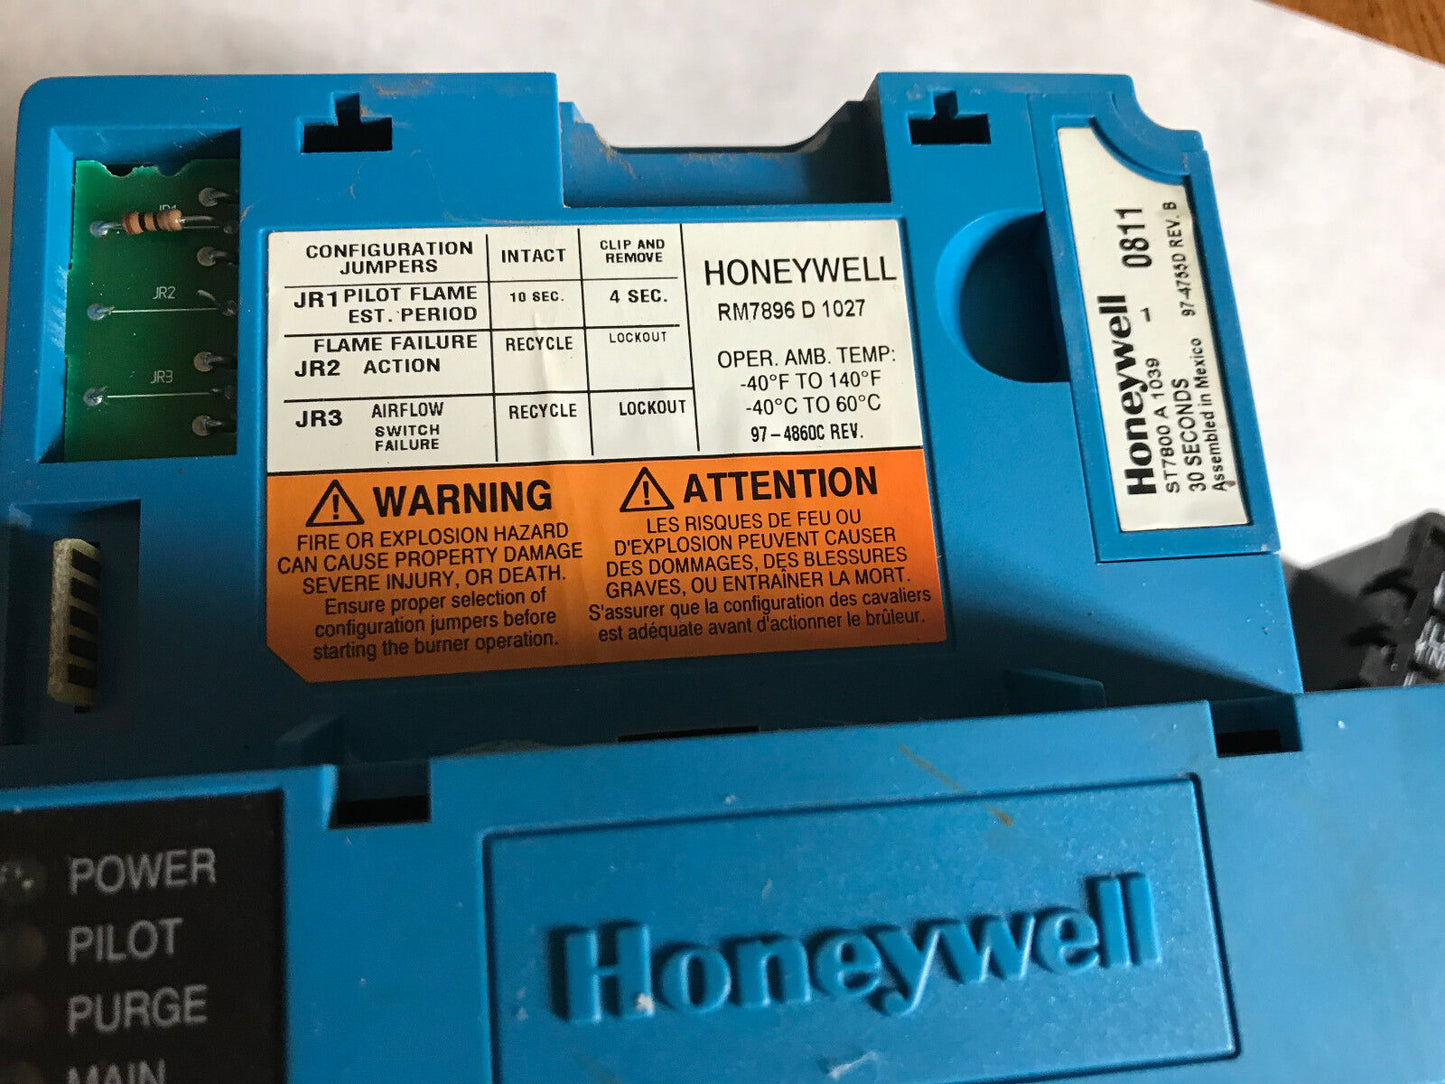 JR1
JR2
JR3
CONFIGURATION JUMPERS INTACT CLIP AND REMOVE
JR1 PILOT FLAME EST. PERIOD 10 SEC. 4 SEC.
JR2 FLAME FAILURE ACTION RECYCLE LOCKOUT
JR3 AIRFLOW SWITCH FAILURE RECYCLE LOCKOUT
HONEYWELL
RM7896 D 1027
OPER. AMB. TEMP:
-40°F TO 140°F
-40°C TO 60°C
97-4860C REV.
WARNING
FIRE OR EXPLOSION HAZARD
CAN CAUSE PROPERTY DAMAGE
SEVERE INJURY, OR DEATH.
Ensure proper selection of
configuration jumpers before
starting the burner operation.
ATTENTION
LES RISQUES DE FEU OU
D'EXPLOSION PEUVENT CAUSER
DES DOMMAGES, DES BLESSURES
GRAVES, OU ENTRAÎNER LA MORT.
S'assurer que la configuration des cavaliers
est adéquate avant d'actionner le brûleur.
Honeywell 1 0811
ST7800 A 1039
30 SECONDS
Assembled in Mexico 97-4755D REV. B
POWER
PILOT
PURGE
MAIN
Honeywell